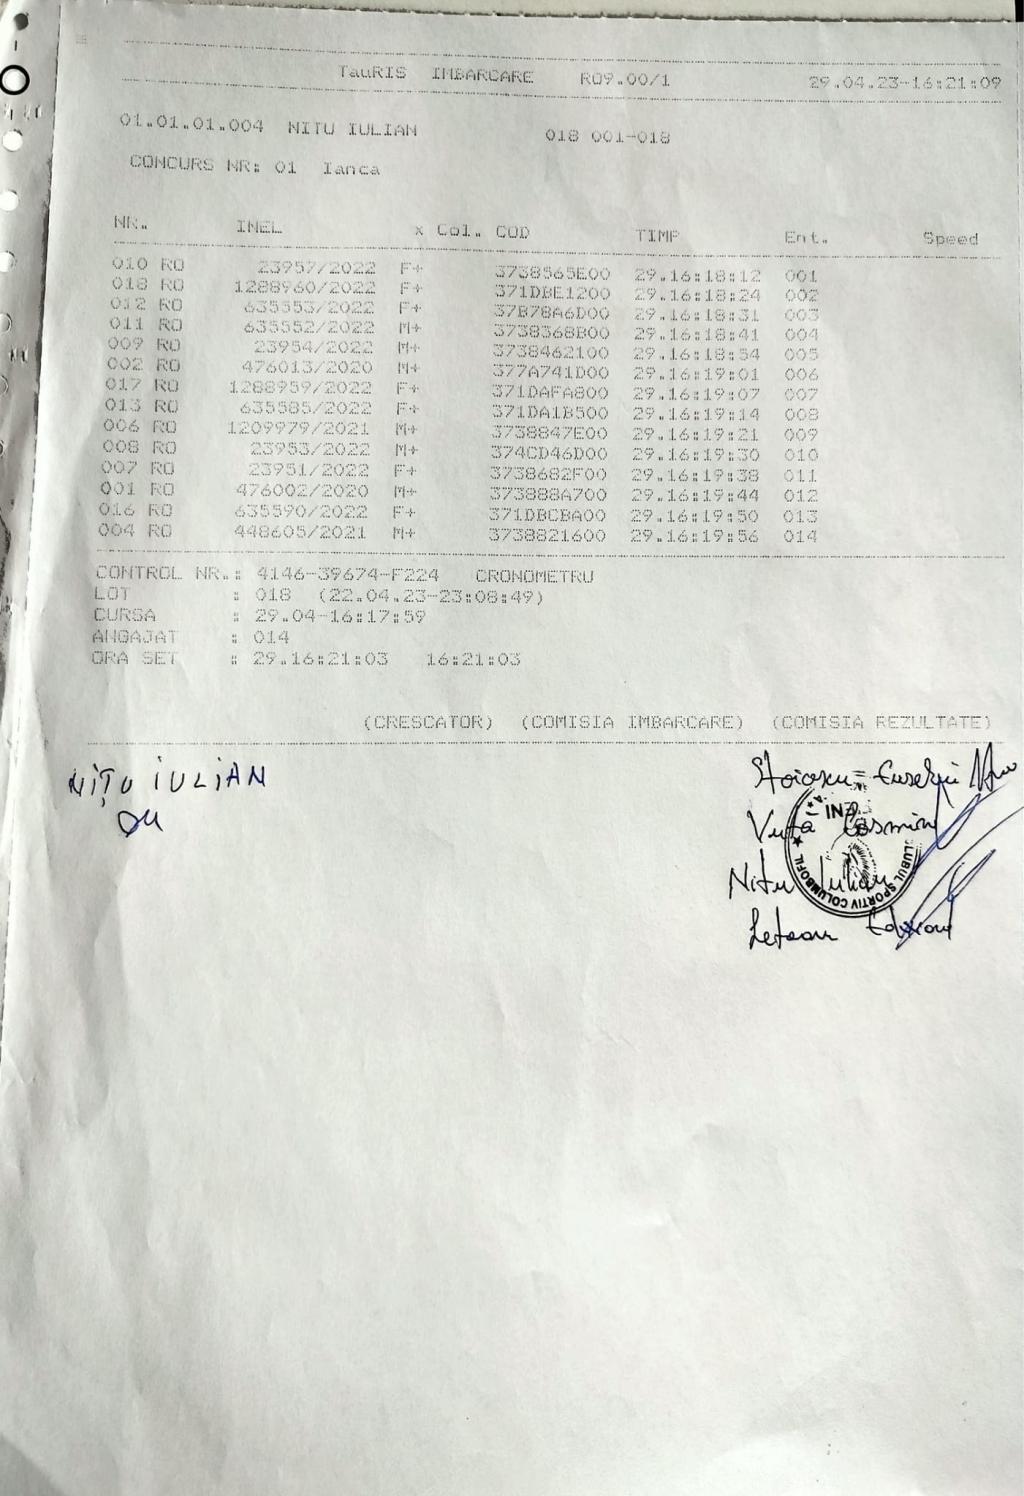 TauRIS IMBARCARE RO9.00/1 29.04.23-16:21:09
01.01.01.004 NITU IULIAN 018 001-018
CONCURS NR: 01 Ianca
NR. INEL x Col. COD TIMP Ent. Speed
010 RO 23957/2022 F+ 3738565E00 29.16:18:12 001
018 RO 1288960/2022 F+ 371DBE1200 29.16:18:24 002
012 RO 635553/2022 F+ 37B78A6D00 29.16:18:31 003
011 RO 635552/2022 M+ 3738368B00 29.16:18:41 004
009 RO 23954/2022 M+ 3738462100 29.16:18:54 005
002 RO 476013/2020 M+ 377A741D00 29.16:19:01 006
017 RO 1288959/2022 F+ 371DAFA800 29.16:19:07 007
013 RO 635585/2022 F+ 371DA1B500 29.16:19:14 008
006 RO 1209979/2021 M+ 3738847E00 29.16:19:21 009
008 RO 23953/2022 M+ 374CD46D00 29.16:19:30 010
007 RO 23951/2022 F+ 3738682F00 29.16:19:38 011
001 RO 476002/2020 M+ 373888A700 29.16:19:44 012
016 RO 635590/2022 F+ 371DBCBA00 29.16:19:50 013
004 RO 448605/2021 M+ 3738821600 29.16:19:56 014
CONTROL NR.: 4146-39674-F224 CRONOMETRU
LOT : 018 (22.04.23-23:08:49)
CURSA : 29.04-16:17:59
ANGAJAT : 014
ORA SET : 29.16:21:03 16:21:03
(CRESCATOR) (COMISIA IMBARCARE) (COMISIA REZULTATE)
NIȚU IULIAN
Vuță Cosmin
Nitu Iulian
SPORTIV COLUMBOFIL